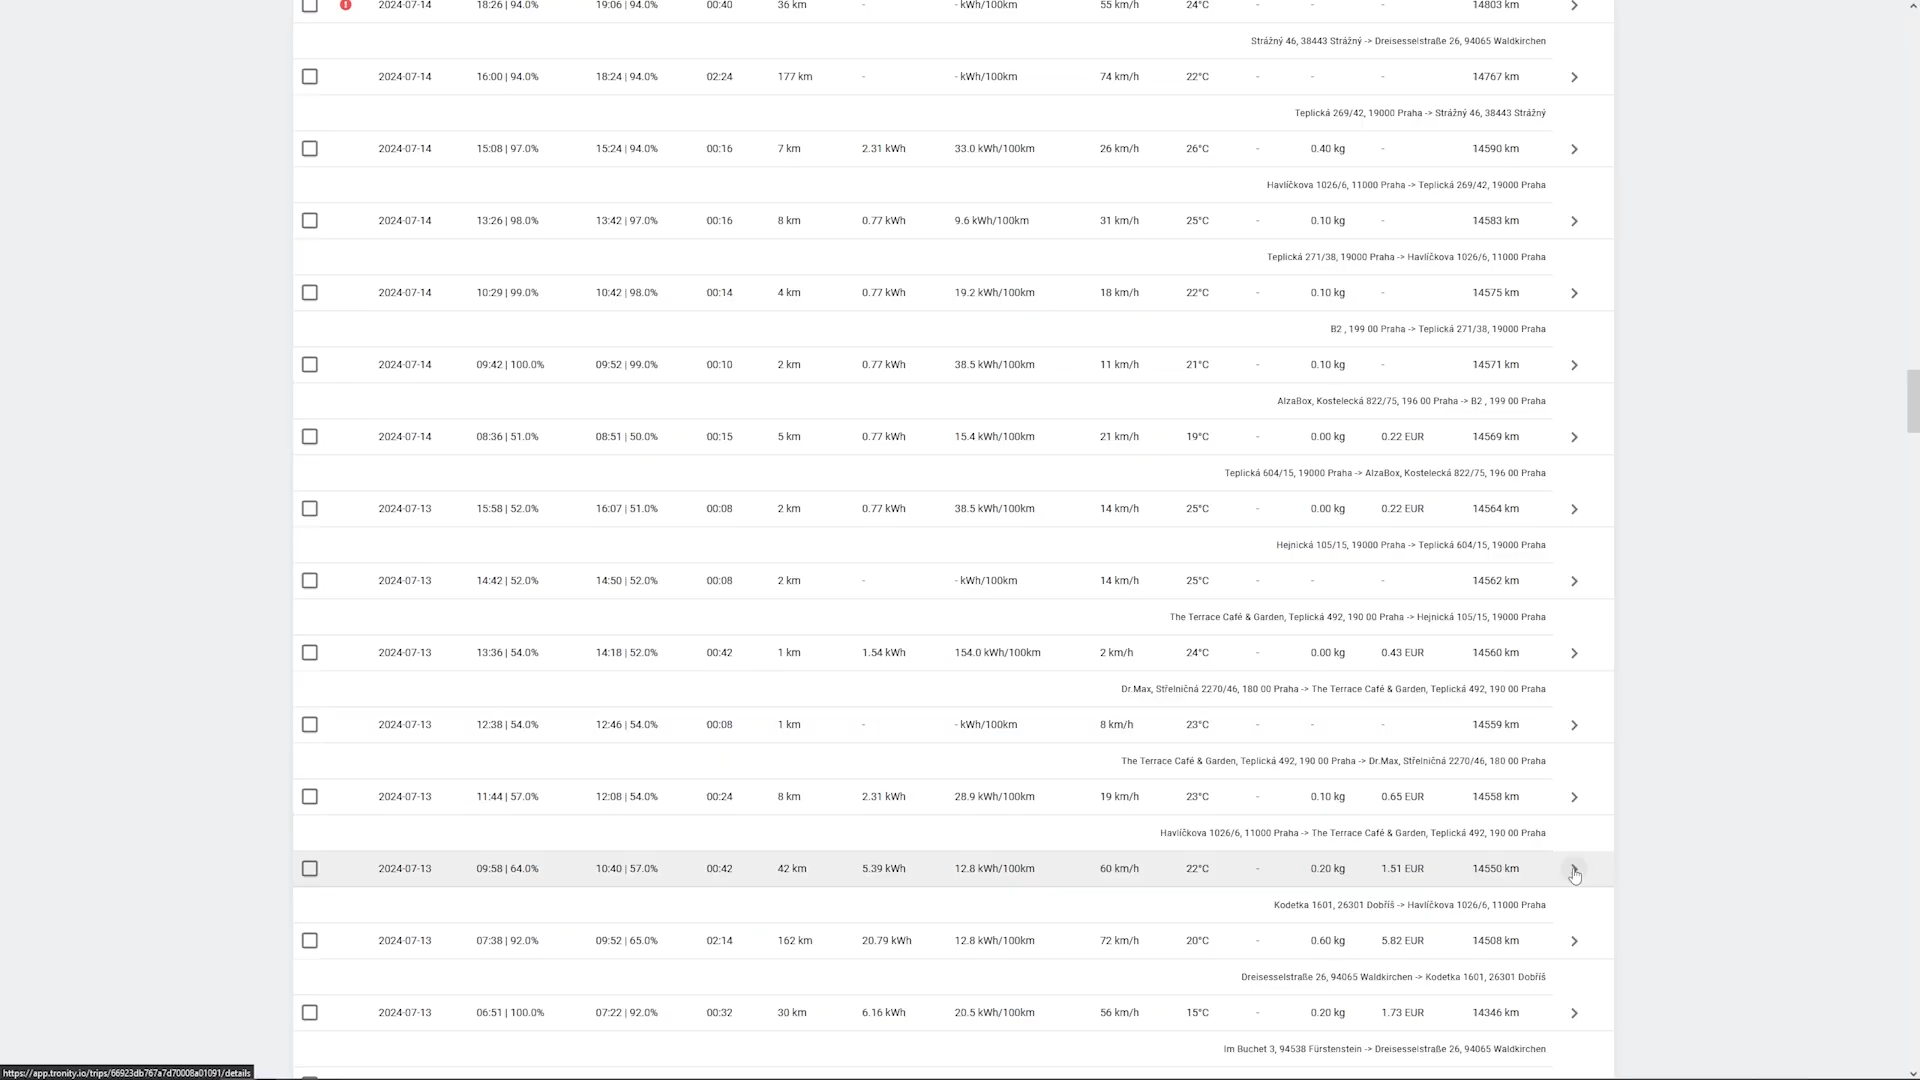 2024-07-14 18:26 | 94.0% 19:06 | 94.0% 00:40 36 km - - kWh/100km 55 km/h 24°C - - - 14803 km
Strážný 46, 38443 Strážný -> Dreisesselstraße 26, 94065 Waldkirchen
2024-07-14 16:00 | 94.0% 18:24 | 94.0% 02:24 177 km - - kWh/100km 74 km/h 22°C - - - 14767 km
Teplická 269/42, 19000 Praha -> Strážný 46, 38443 Strážný
2024-07-14 15:08 | 97.0% 15:24 | 94.0% 00:16 7 km 2.31 kWh 33.0 kWh/100km 26 km/h 26°C - 0.40 kg - 14590 km
Havlíčkova 1026/6, 11000 Praha -> Teplická 269/42, 19000 Praha
2024-07-14 13:26 | 98.0% 13:42 | 97.0% 00:16 8 km 0.77 kWh 9.6 kWh/100km 31 km/h 25°C - 0.10 kg - 14583 km
Teplická 271/38, 19000 Praha -> Havlíčkova 1026/6, 11000 Praha
2024-07-14 10:29 | 99.0% 10:42 | 98.0% 00:14 4 km 0.77 kWh 19.2 kWh/100km 18 km/h 22°C - 0.10 kg - 14575 km
B2 , 199 00 Praha -> Teplická 271/38, 19000 Praha
2024-07-14 09:42 | 100.0% 09:52 | 99.0% 00:10 2 km 0.77 kWh 38.5 kWh/100km 11 km/h 21°C - 0.10 kg - 14571 km
AlzaBox, Kostelecká 822/75, 196 00 Praha -> B2 , 199 00 Praha
2024-07-14 08:36 | 51.0% 08:51 | 50.0% 00:15 5 km 0.77 kWh 15.4 kWh/100km 21 km/h 19°C - 0.00 kg 0.22 EUR 14569 km
Teplická 604/15, 19000 Praha -> AlzaBox, Kostelecká 822/75, 196 00 Praha
2024-07-13 15:58 | 52.0% 16:07 | 51.0% 00:08 2 km 0.77 kWh 38.5 kWh/100km 14 km/h 25°C - 0.00 kg 0.22 EUR 14564 km
Hejnická 105/15, 19000 Praha -> Teplická 604/15, 19000 Praha
2024-07-13 14:42 | 52.0% 14:50 | 52.0% 00:08 2 km - - kWh/100km 14 km/h 25°C - - - 14562 km
The Terrace Café & Garden, Teplická 492, 190 00 Praha -> Hejnická 105/15, 19000 Praha
2024-07-13 13:36 | 54.0% 14:18 | 52.0% 00:42 1 km 1.54 kWh 154.0 kWh/100km 2 km/h 24°C - 0.00 kg 0.43 EUR 14560 km
Dr.Max, Střelničná 2270/46, 180 00 Praha -> The Terrace Café & Garden, Teplická 492, 190 00 Praha
2024-07-13 12:38 | 54.0% 12:46 | 54.0% 00:08 1 km - - kWh/100km 8 km/h 23°C - - - 14559 km
The Terrace Café & Garden, Teplická 492, 190 00 Praha -> Dr.Max, Střelničná 2270/46, 180 00 Praha
2024-07-13 11:44 | 57.0% 12:08 | 54.0% 00:24 8 km 2.31 kWh 28.9 kWh/100km 19 km/h 23°C - 0.10 kg 0.65 EUR 14558 km
Havlíčkova 1026/6, 11000 Praha -> The Terrace Café & Garden, Teplická 492, 190 00 Praha
2024-07-13 09:58 | 64.0% 10:40 | 57.0% 00:42 42 km 5.39 kWh 12.8 kWh/100km 60 km/h 22°C - 0.20 kg 1.51 EUR 14550 km
Kodetka 1601, 26301 Dobříš -> Havlíčkova 1026/6, 11000 Praha
2024-07-13 07:38 | 92.0% 09:52 | 65.0% 02:14 162 km 20.79 kWh 12.8 kWh/100km 72 km/h 20°C - 0.60 kg 5.82 EUR 14508 km
Dreisesselstraße 26, 94065 Waldkirchen -> Kodetka 1601, 26301 Dobříš
2024-07-13 06:51 | 100.0% 07:22 | 92.0% 00:32 30 km 6.16 kWh 20.5 kWh/100km 56 km/h 15°C - 0.20 kg 1.73 EUR 14346 km
Im Buchet 3, 94538 Fürstenstein -> Dreisesselstraße 26, 94065 Waldkirchen
https://app.tronity.io/trips/66923db767a7d70008a01091/details